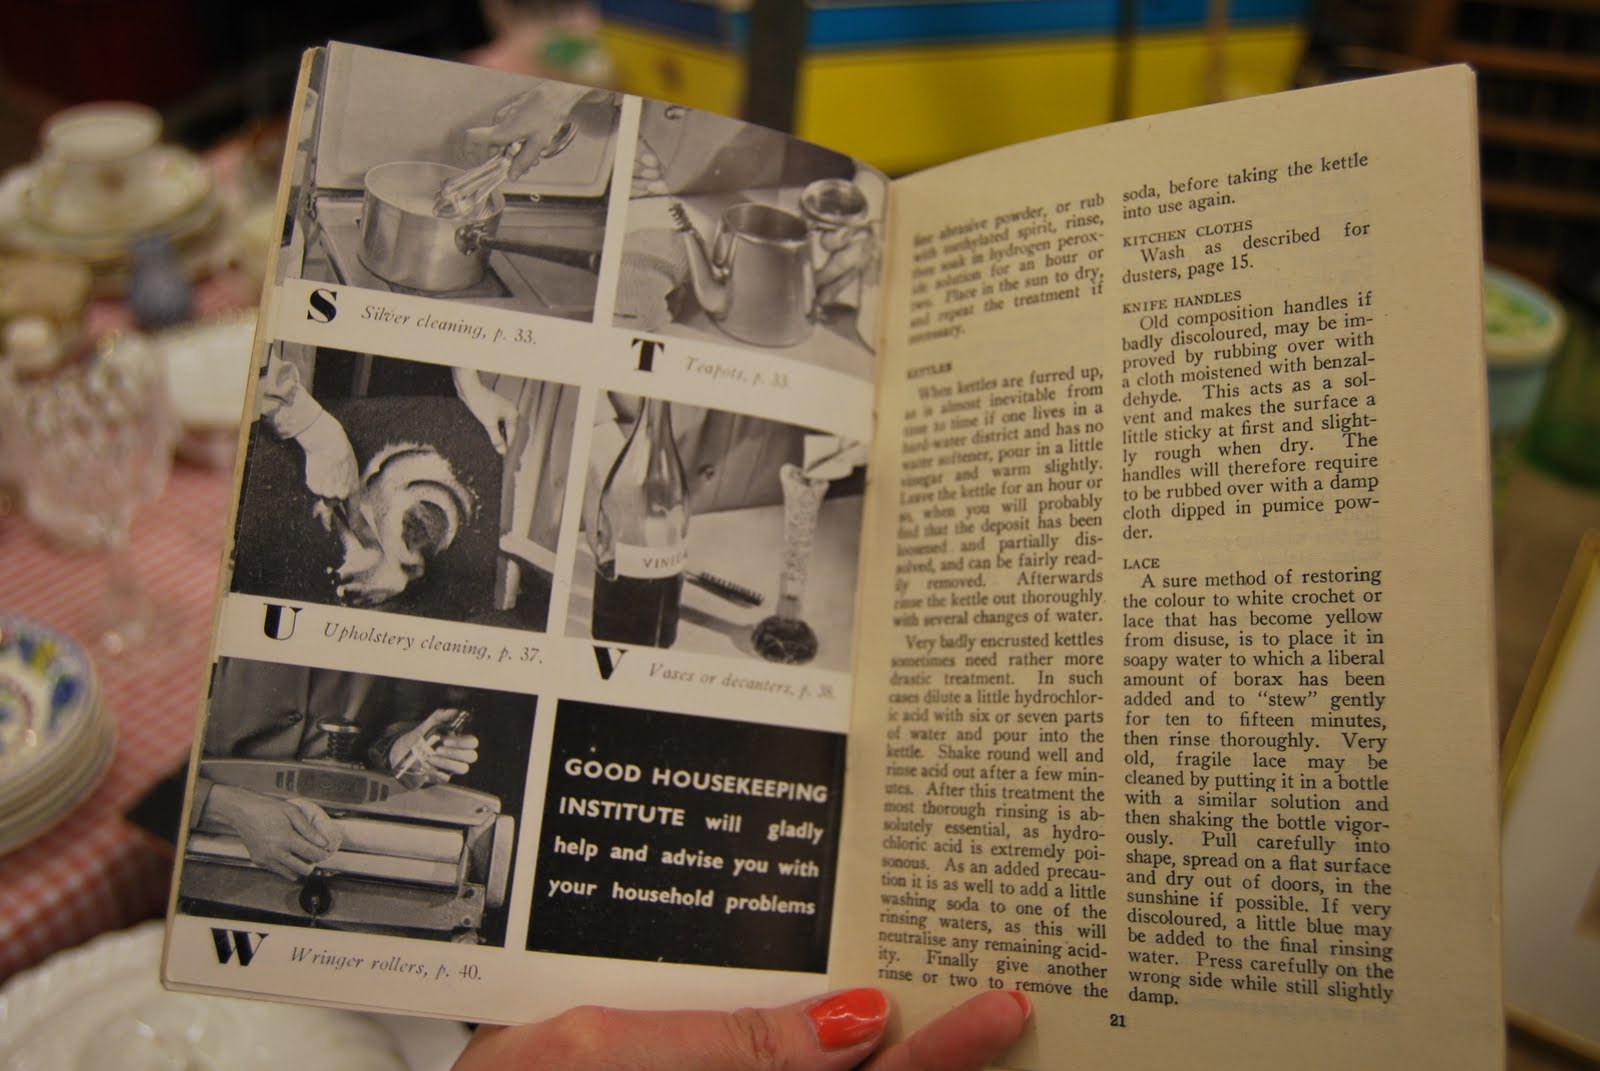 S Silver cleaning, p. 33.
T Teapots, p. 33.
U Upholstery cleaning, p. 37.
VINEG
V Vases or decanters, p. 38.
W Wringer rollers, p. 40.
GOOD HOUSEKEEPING
INSTITUTE will gladly
help and advise you with
your household problems
fine abrasive powder, or rub
with methylated spirit, rinse,
then soak in hydrogen perox-
ide solution for an hour or
two. Place in the sun to dry,
and repeat the treatment if
necessary.
KETTLES
When kettles are furred up,
as is almost inevitable from
time to time if one lives in a
hard-water district and has no
water softener, pour in a little
vinegar and warm slightly.
Leave the kettle for an hour or
so, when you will probably
find that the deposit has been
loosened and partially dis-
solved, and can be fairly read-
ily removed. Afterwards
rinse the kettle out thoroughly
with several changes of water.
Very badly encrusted kettles
sometimes need rather more
drastic treatment. In such
cases dilute a little hydrochlor-
ic acid with six or seven parts
of water and pour into the
kettle. Shake round well and
rinse acid out after a few min-
utes. After this treatment the
most thorough rinsing is ab-
solutely essential, as hydro-
chloric acid is extremely poi-
sonous. As an added precau-
tion it is as well to add a little
washing soda to one of the
rinsing waters, as this will
neutralise any remaining acid-
ity. Finally give another
rinse or two to remove the
soda, before taking the kettle
into use again.
KITCHEN CLOTHS
Wash as described for
dusters, page 15.
KNIFE HANDLES
Old composition handles if
badly discoloured, may be im-
proved by rubbing over with
a cloth moistened with benzal-
dehyde. This acts as a sol-
vent and makes the surface a
little sticky at first and slight-
ly rough when dry. The
handles will therefore require
to be rubbed over with a damp
cloth dipped in pumice pow-
der.
LACE
A sure method of restoring
the colour to white crochet or
lace that has become yellow
from disuse, is to place it in
soapy water to which a liberal
amount of borax has been
added and to "stew" gently
for ten to fifteen minutes,
then rinse thoroughly. Very
old, fragile lace may be
cleaned by putting it in a bottle
with a similar solution and
then shaking the bottle vigor-
ously. Pull carefully into
shape, spread on a flat surface
and dry out of doors, in the
sunshine if possible. If very
discoloured, a little blue may
be added to the final rinsing
water. Press carefully on the
wrong side while still slightly
damp.
21